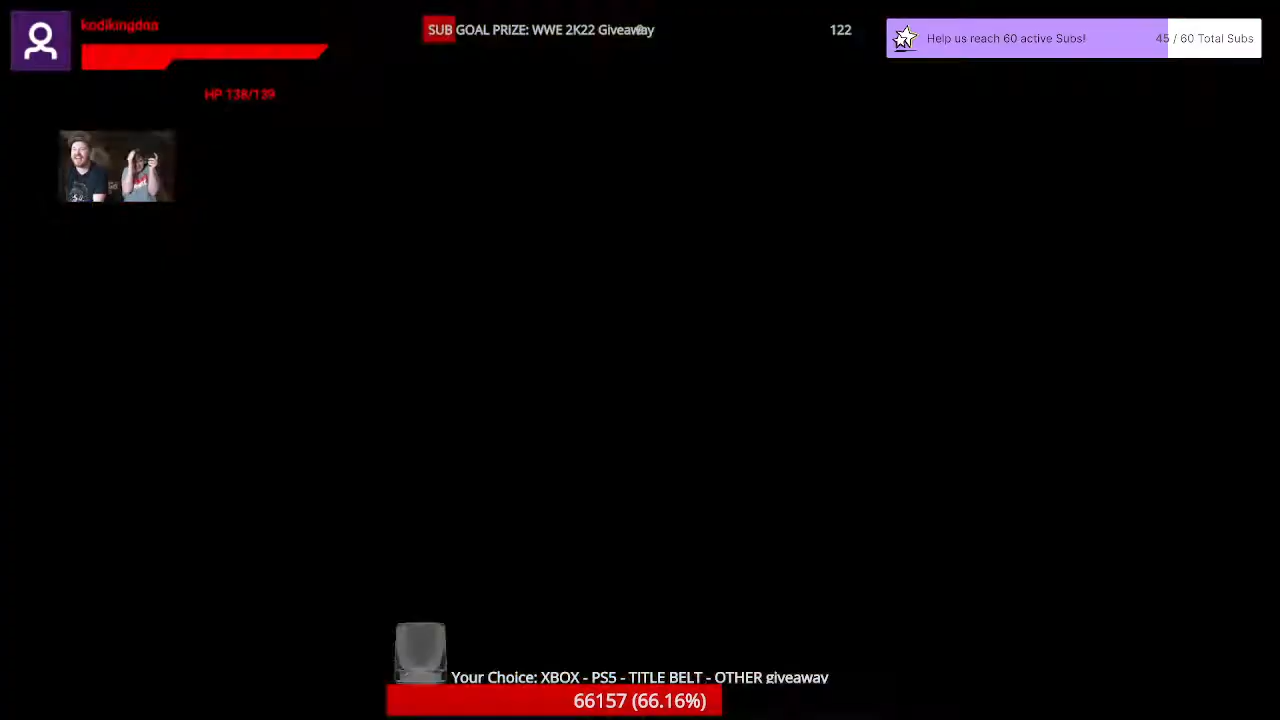 kodikingdnn
HP 138/139
SUB GOAL PRIZE: WWE 2K22 Giveaway
122
Help us reach 60 active Subs!
45 / 60 Total Subs
Your Choice: XBOX - PS5 - TITLE BELT - OTHER giveaway
66157 (66.16%)